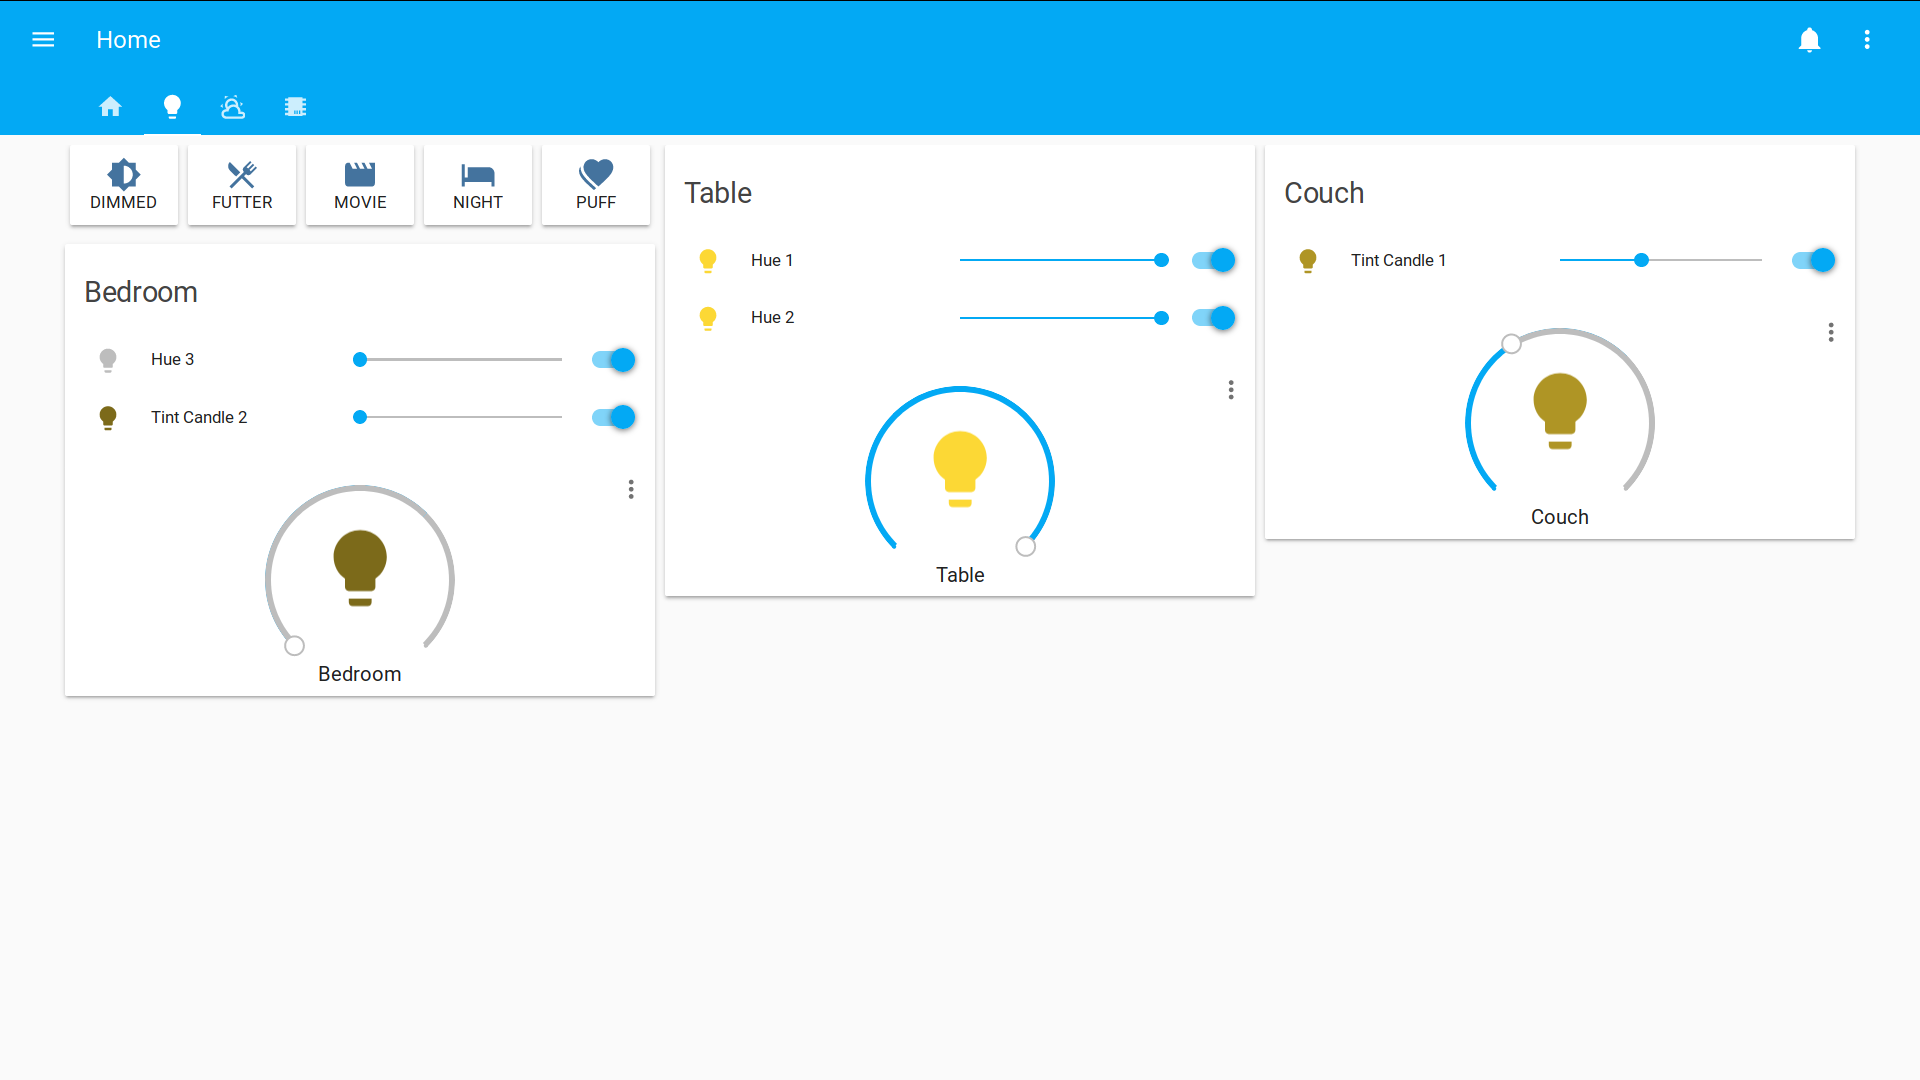 Home
DIMMED
FUTTER
MOVIE
NIGHT
PUFF
Bedroom
Hue 3
Tint Candle 2
Bedroom
Table
Hue 1
Hue 2
Table
Couch
Tint Candle 1
Couch